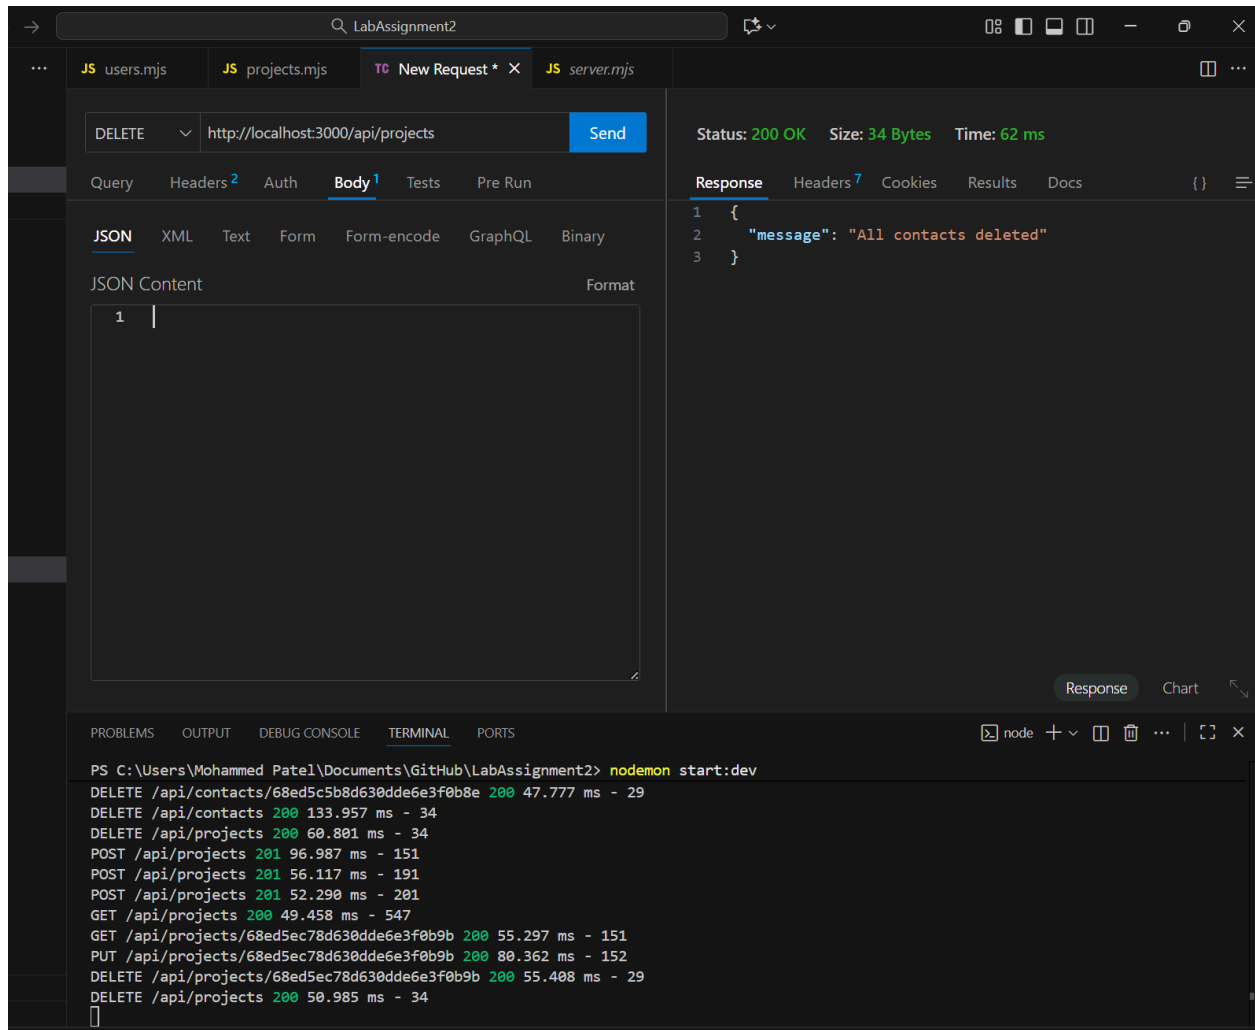 LabAssignment2
JS users.mjs
JS projects.mjs
TC New Request *
JS server.mjs
DELETE
http://localhost:3000/api/projects
Send
Query Headers 2 Auth Body 1 Tests Pre Run
JSON XML Text Form Form-encode GraphQL Binary
JSON Content
Format
1
Status: 200 OK Size: 34 Bytes Time: 62 ms
Response Headers 7 Cookies Results Docs { }
1 {
2 "message": "All contacts deleted"
3 }
Response Chart
PROBLEMS OUTPUT DEBUG CONSOLE TERMINAL PORTS
node
PS C:\Users\Mohammed Patel\Documents\GitHub\LabAssignment2> nodemon start:dev
DELETE /api/contacts/68ed5c5b8d630dde6e3f0b8e 200 47.777 ms - 29
DELETE /api/contacts 200 133.957 ms - 34
DELETE /api/projects 200 60.801 ms - 34
POST /api/projects 201 96.987 ms - 151
POST /api/projects 201 56.117 ms - 191
POST /api/projects 201 52.290 ms - 201
GET /api/projects 200 49.458 ms - 547
GET /api/projects/68ed5ec78d630dde6e3f0b9b 200 55.297 ms - 151
PUT /api/projects/68ed5ec78d630dde6e3f0b9b 200 80.362 ms - 152
DELETE /api/projects/68ed5ec78d630dde6e3f0b9b 200 55.408 ms - 29
DELETE /api/projects 200 50.985 ms - 34